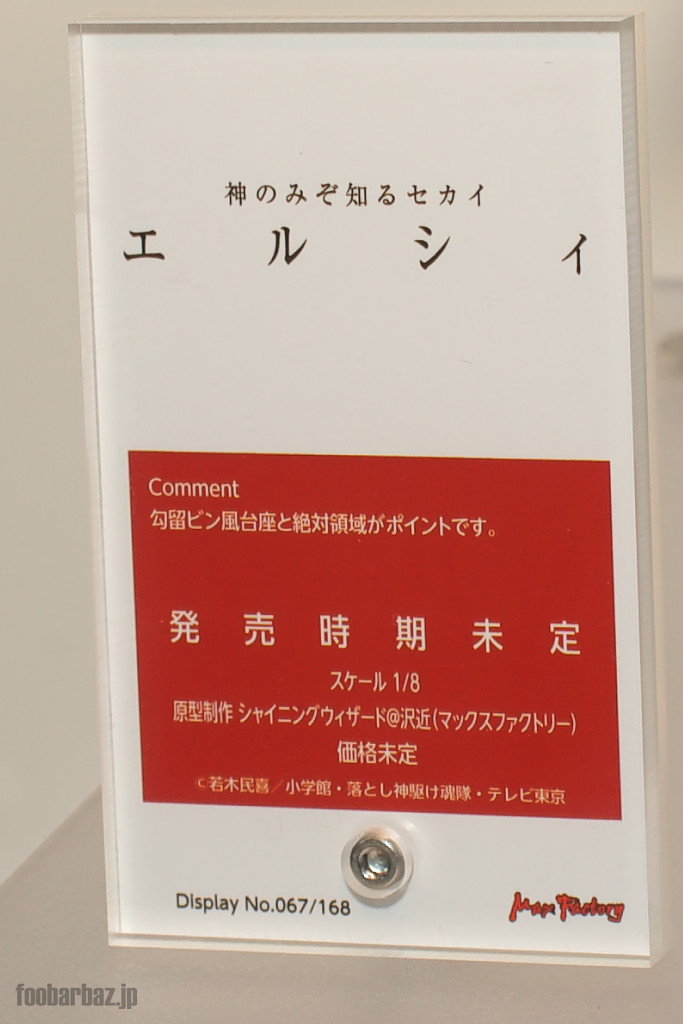 神のみぞ知るセカイ
エルシィ
Comment
勾留ビン風台座と絶対領域がポイントです。
発売時期未定
スケール 1/8
原型制作 シャイニングウィザード@沢近(マックスファクトリー)
価格未定
©若木民喜／小学館・落とし神駆け魂隊・テレビ東京
Display No.067/168
Max Factory
foobarbaz.jp